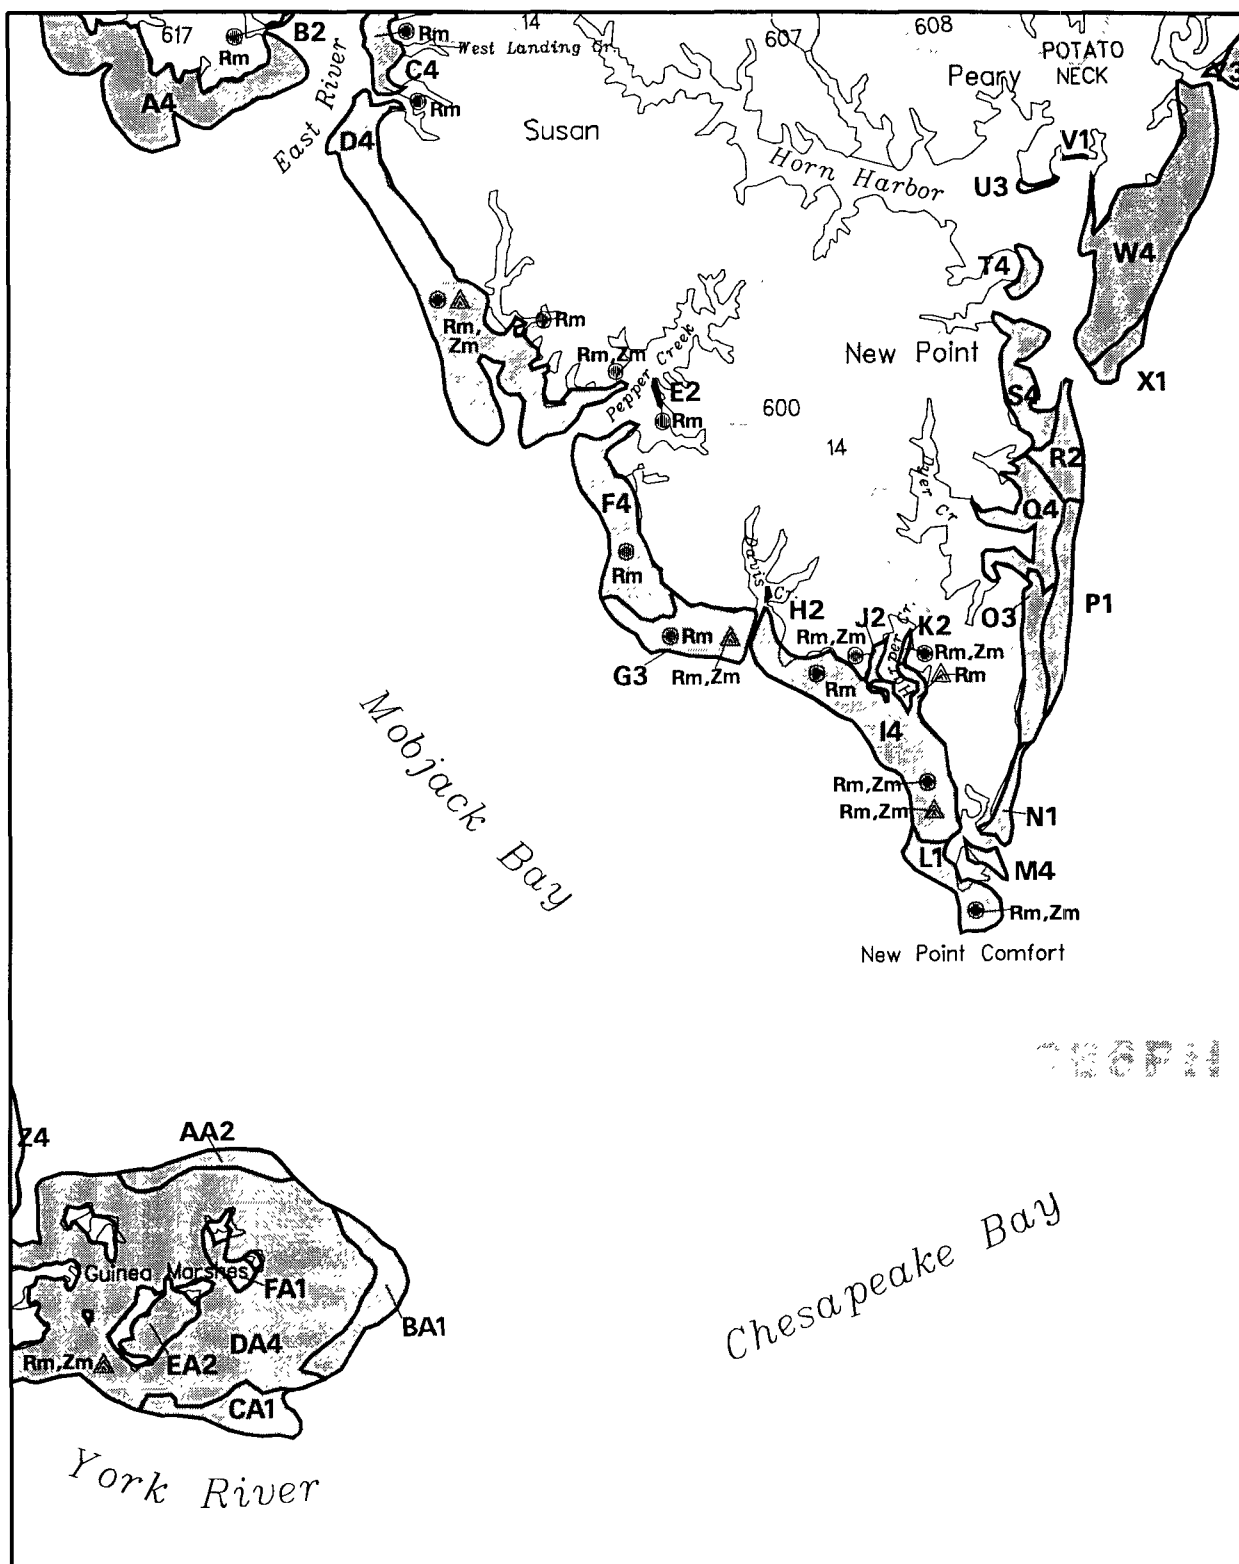 617
Rm
B2
Rm
West Landing Cr.
14
607
608
POTATO
NECK
Peary
3
C4
Rm
A4
East River
D4
Susan
Horn Harbor
V1
U3
T4
W4
Rm,
Zm
Rm
Rm,Zm
Pepper Creek
E2
Rm
New Point
X1
S4
600
14
R2
Dyer Cr
Q4
F4
Rm
Davis Cr.
H2
J2
K2
O3
P1
Rm,Zm
Rm,Zm
Rm
Rm
Rm,Zm
G3
Rm
I4
Rm,Zm
Rm,Zm
N1
L1
M4
Rm,Zm
New Point Comfort
Mobjack Bay
Z4
AA2
Guinea Marshes
FA1
BA1
DA4
Rm,Zm
EA2
CA1
Chesapeake Bay
York River